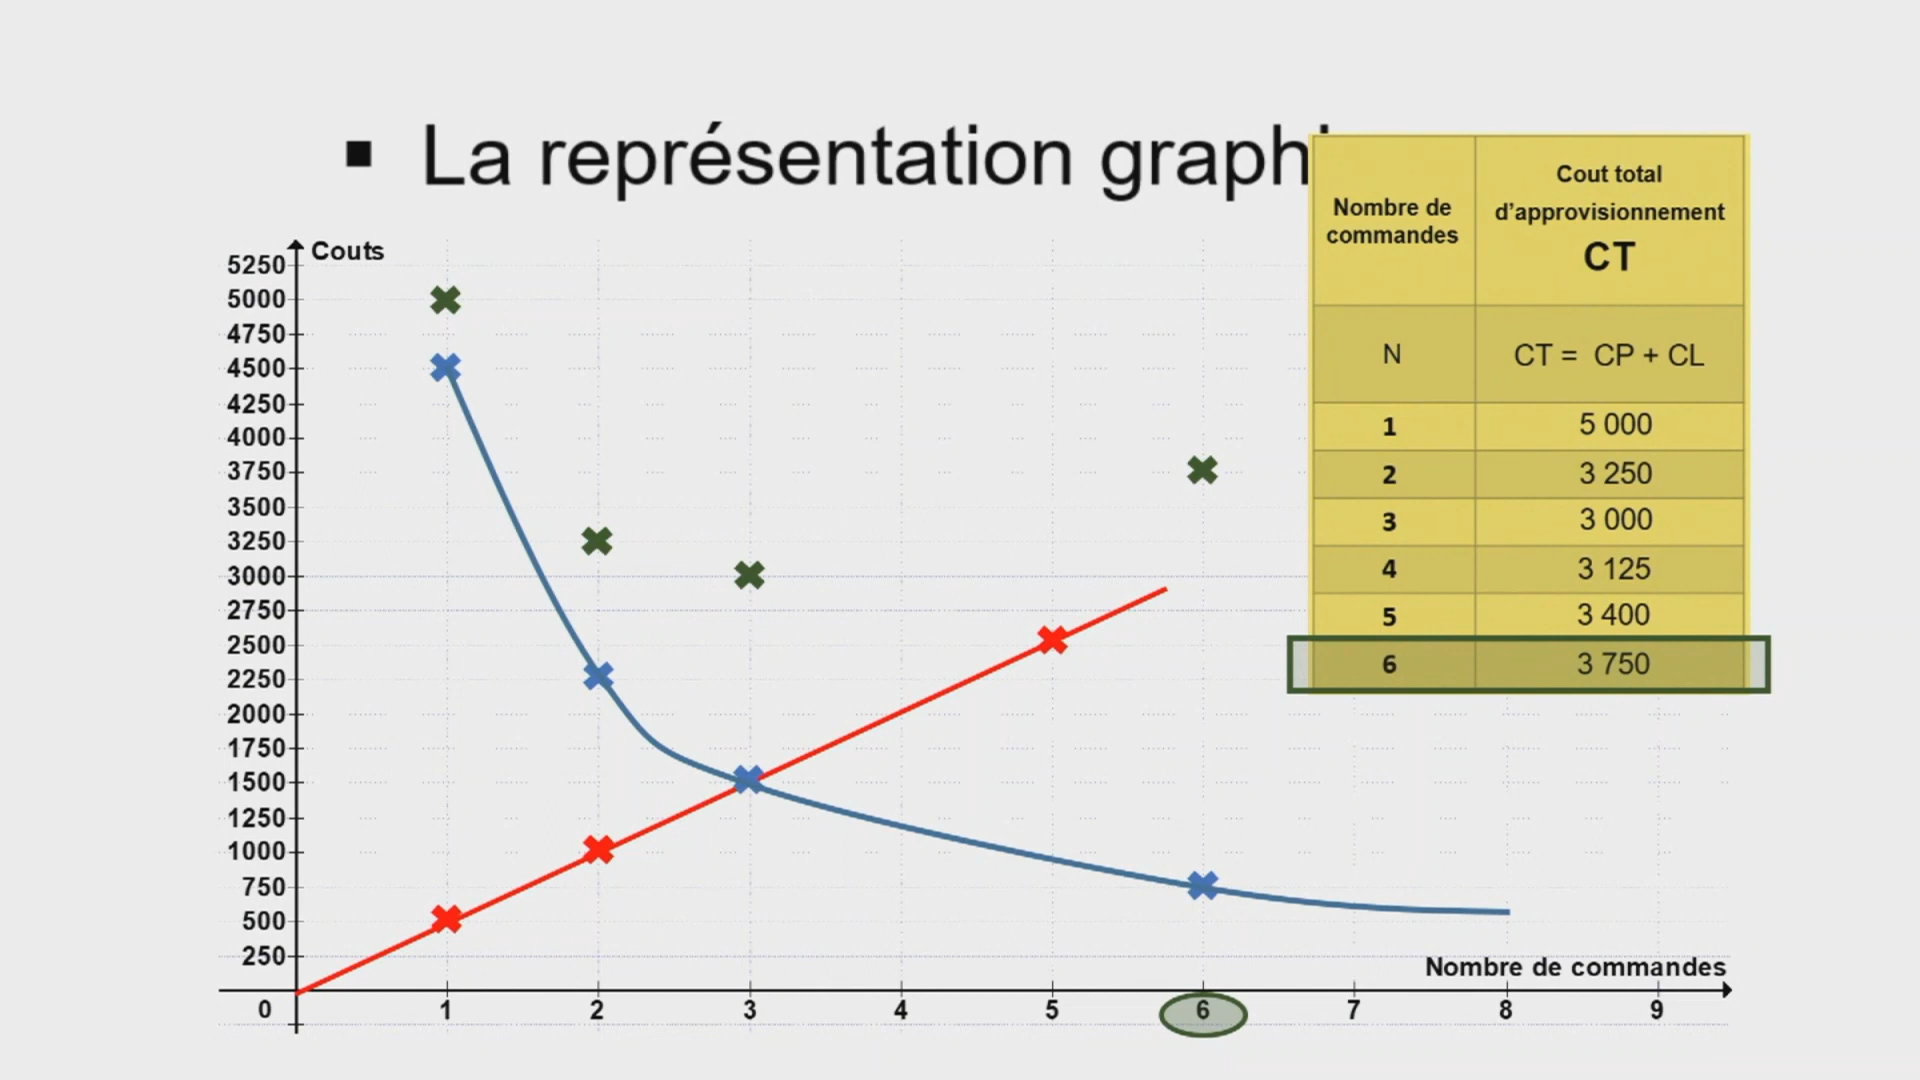 ▪ La représentation graph
Couts
5250
5000
4750
4500
4250
4000
3750
3500
3250
3000
2750
2500
2250
2000
1750
1500
1250
1000
750
500
250
0 1 2 3 4 5 6 7 8 9
Nombre de commandes
Nombre de
commandes
Cout total
d’approvisionnement
CT
N CT = CP + CL
1 5 000
2 3 250
3 3 000
4 3 125
5 3 400
6 3 750